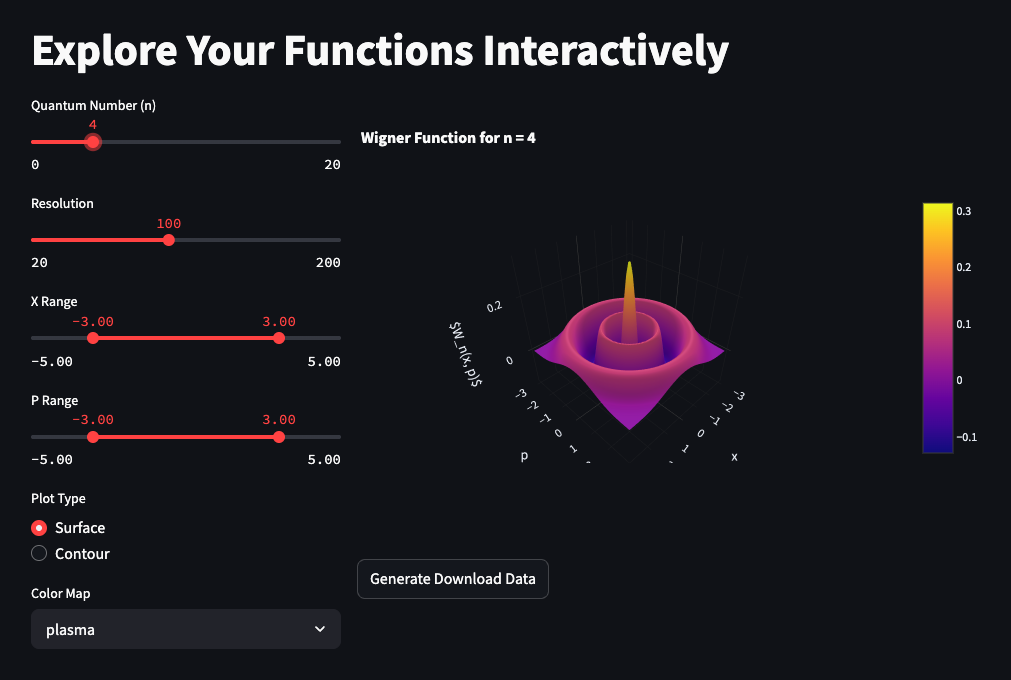 Explore Your Functions Interactively
Quantum Number (n)
4
0 20
Resolution
100
20 200
X Range
−3.00 3.00
−5.00 5.00
P Range
−3.00 3.00
−5.00 5.00
Plot Type
Surface
Contour
Color Map
plasma
Wigner Function for n = 4
0.2
0
$W_n(x, p)$
−3
−2
−1
0
1
p
−3
−2
−1
0
1
x
0.3
0.2
0.1
0
−0.1
Generate Download Data